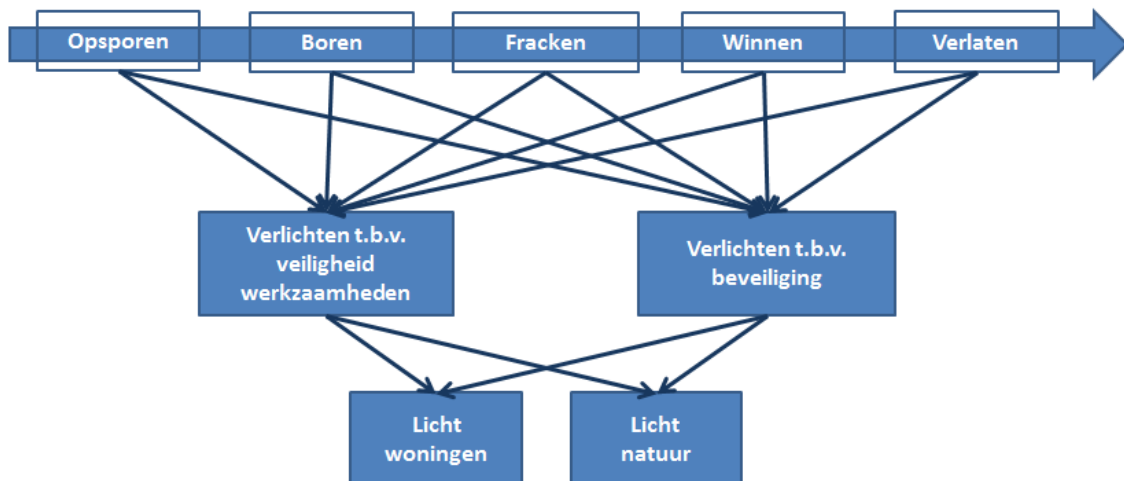 Opsporen
Boren
Fracken
Winnen
Verlaten
Verlichten t.b.v.
veiligheid
werkzaamheden
Verlichten t.b.v.
beveiliging
Licht
woningen
Licht
natuur